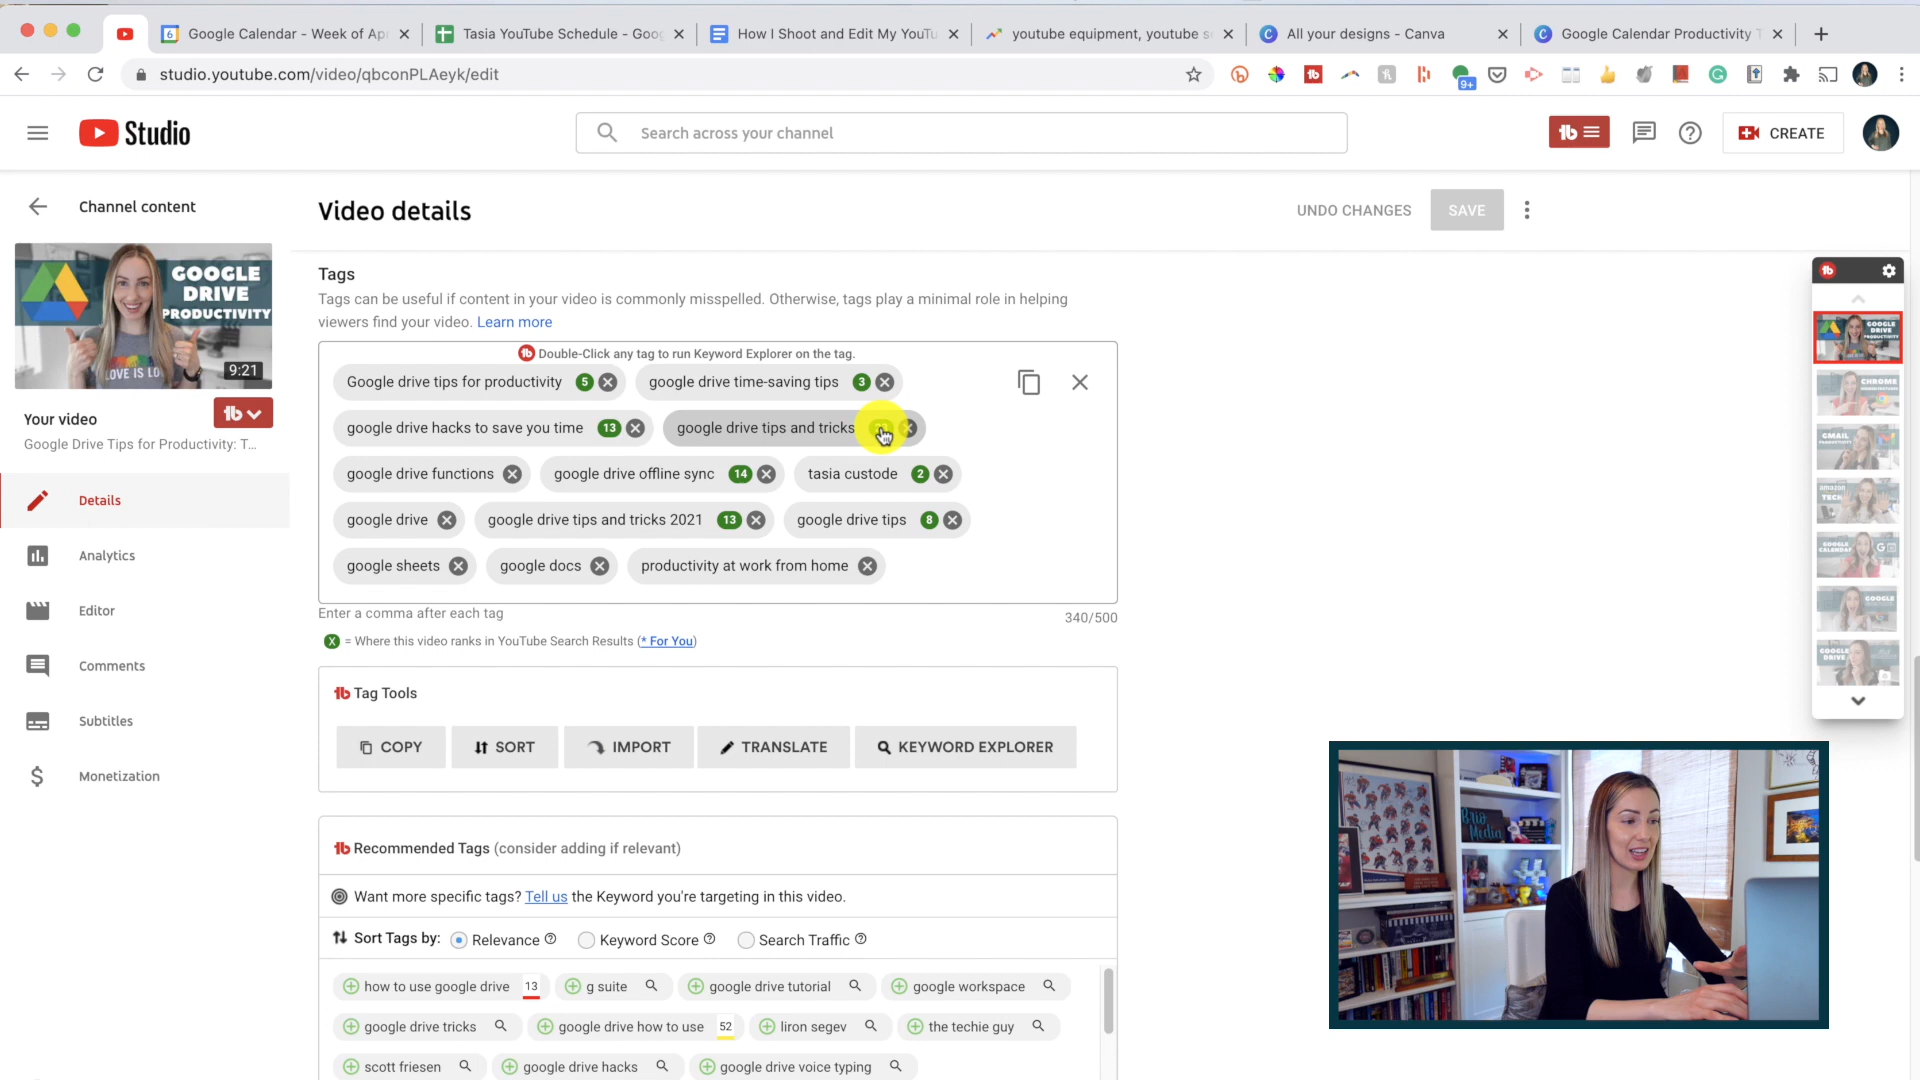 Google Calendar - Week of Apr
Tasia YouTube Schedule - Goog
How I Shoot and Edit My YouTu
youtube equipment, youtube s
All your designs - Canva
Google Calendar Productivity T
studio.youtube.com/video/qbconPLAeyk/edit
9+
Studio
Search across your channel
CREATE
Channel content
Video details
UNDO CHANGES
SAVE
GOOGLE
DRIVE
PRODUCTIVITY
LOVE IS LO
9:21
Your video
Google Drive Tips for Productivity: T...
Details
Analytics
Editor
Comments
Subtitles
Monetization
Tags
Tags can be useful if content in your video is commonly misspelled. Otherwise, tags play a minimal role in helping
viewers find your video. Learn more
Double-Click any tag to run Keyword Explorer on the tag.
Google drive tips for productivity 5
google drive time-saving tips 3
google drive hacks to save you time 13
google drive tips and tricks
google drive functions
google drive offline sync 14
tasia custode 2
google drive
google drive tips and tricks 2021 13
google drive tips 8
google sheets
google docs
productivity at work from home
Enter a comma after each tag
340/500
X = Where this video ranks in YouTube Search Results (* For You)
Tag Tools
COPY
SORT
IMPORT
TRANSLATE
KEYWORD EXPLORER
Recommended Tags (consider adding if relevant)
Want more specific tags? Tell us the Keyword you're targeting in this video.
Sort Tags by: Relevance Keyword Score Search Traffic
how to use google drive 13
g suite
google drive tutorial
google workspace
google drive tricks
google drive how to use 52
liron segev
the techie guy
scott friesen
google drive hacks
google drive voice typing
Brio
Media